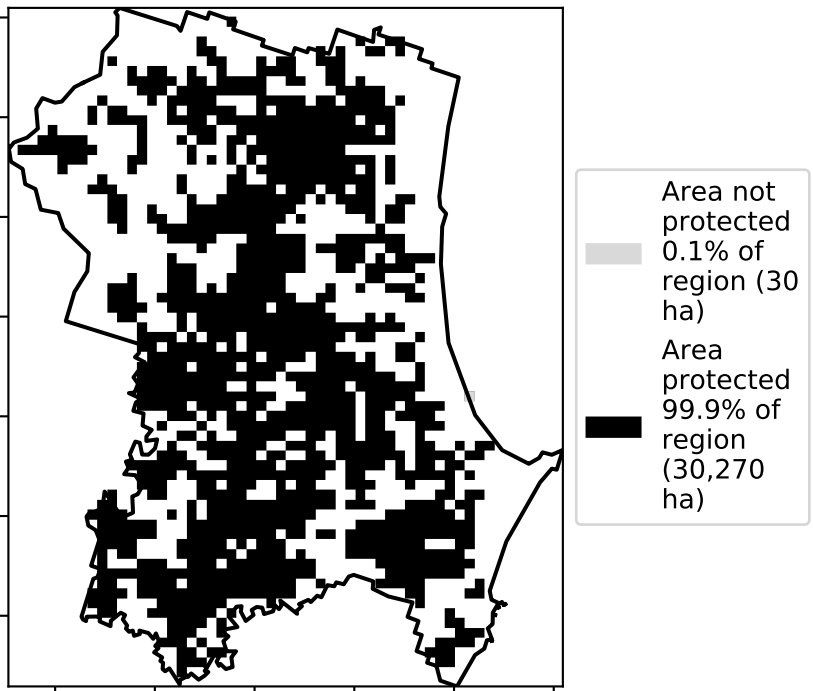 Area not
protected
0.1% of
region (30
ha)
Area
protected
99.9% of
region
(30,270
ha)